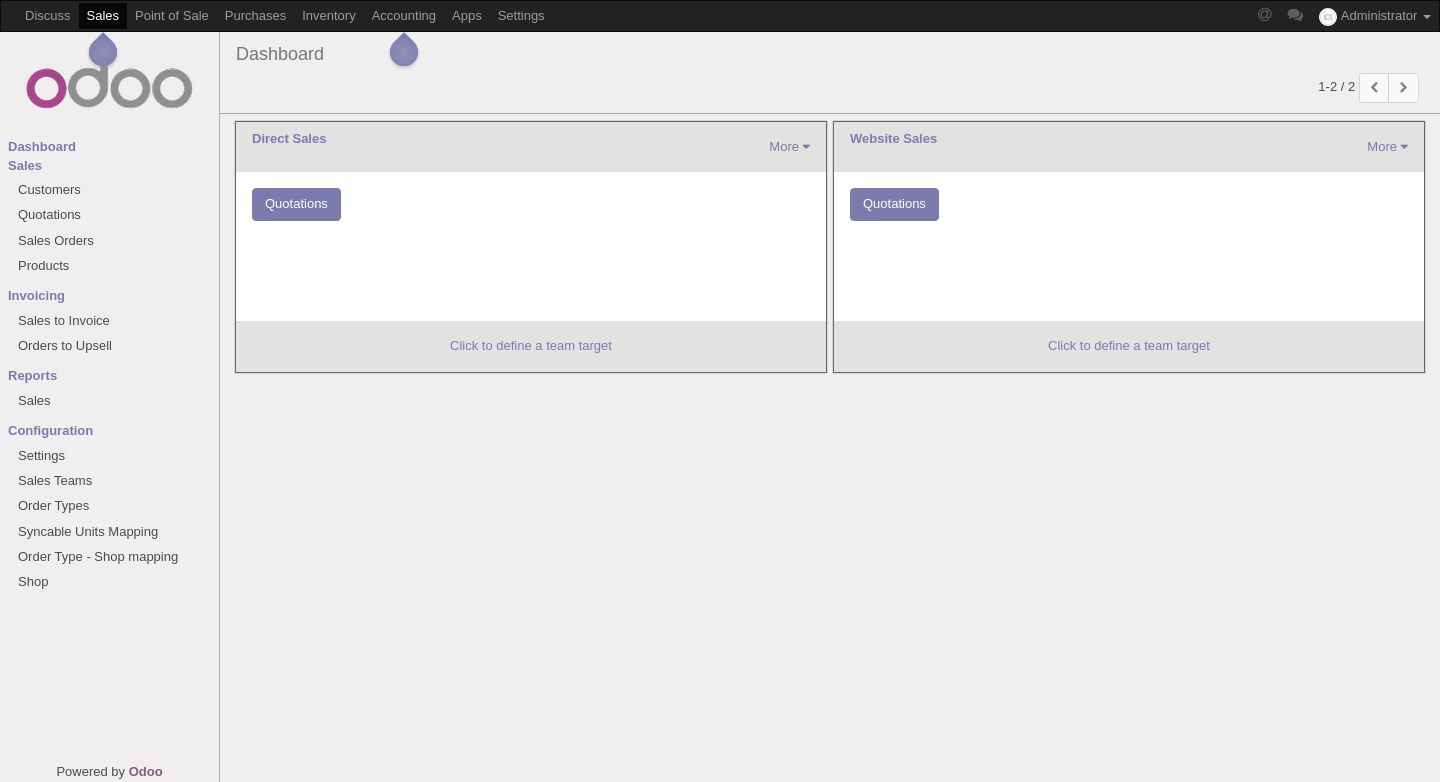 Discuss Sales Point of Sale Purchases Inventory Accounting Apps Settings @ Administrator
odoo
Dashboard
1-2 / 2
Dashboard
Sales
Customers
Quotations
Sales Orders
Products
Invoicing
Sales to Invoice
Orders to Upsell
Reports
Sales
Configuration
Settings
Sales Teams
Order Types
Syncable Units Mapping
Order Type - Shop mapping
Shop
Powered by Odoo
Direct Sales
More
Quotations
Click to define a team target
Website Sales
More
Quotations
Click to define a team target